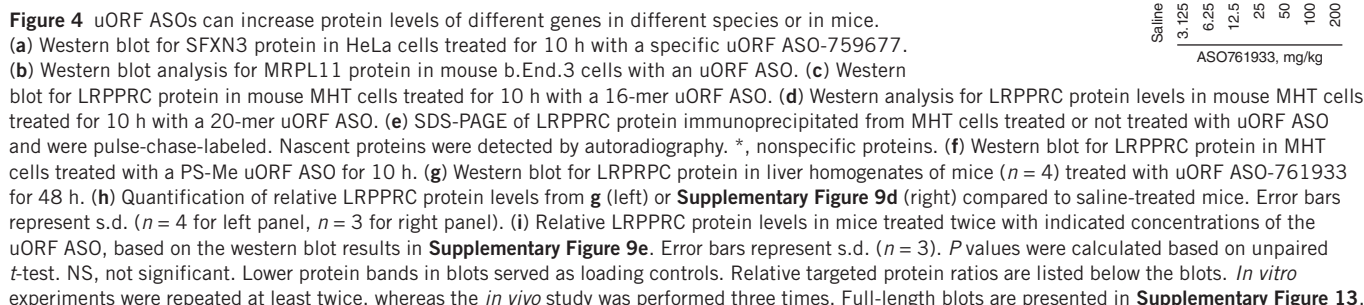 Figure 4 uORF ASOs can increase protein levels of different genes in different species or in mice.
(a) Western blot for SFXN3 protein in HeLa cells treated for 10 h with a specific uORF ASO-759677.
(b) Western blot analysis for MRPL11 protein in mouse b.End.3 cells with an uORF ASO. (c) Western
blot for LRPPRC protein in mouse MHT cells treated for 10 h with a 16-mer uORF ASO. (d) Western analysis for LRPPRC protein levels in mouse MHT cells
treated for 10 h with a 20-mer uORF ASO. (e) SDS-PAGE of LRPPRC protein immunoprecipitated from MHT cells treated or not treated with uORF ASO
and were pulse-chase-labeled. Nascent proteins were detected by autoradiography. *, nonspecific proteins. (f) Western blot for LRPPRC protein in MHT
cells treated with a PS-Me uORF ASO for 10 h. (g) Western blot for LRPRPC protein in liver homogenates of mice (n = 4) treated with uORF ASO-761933
for 48 h. (h) Quantification of relative LRPPRC protein levels from g (left) or Supplementary Figure 9d (right) compared to saline-treated mice. Error bars
represent s.d. (n = 4 for left panel, n = 3 for right panel). (i) Relative LRPPRC protein levels in mice treated twice with indicated concentrations of the
uORF ASO, based on the western blot results in Supplementary Figure 9e. Error bars represent s.d. (n = 3). P values were calculated based on unpaired
t-test. NS, not significant. Lower protein bands in blots served as loading controls. Relative targeted protein ratios are listed below the blots. In vitro
experiments were repeated at least twice, whereas the in vivo study was performed three times. Full-length blots are presented in Supplementary Figure 13.
Saline 3.125 6.25 12.5 25 50 100 200
ASO761933, mg/kg